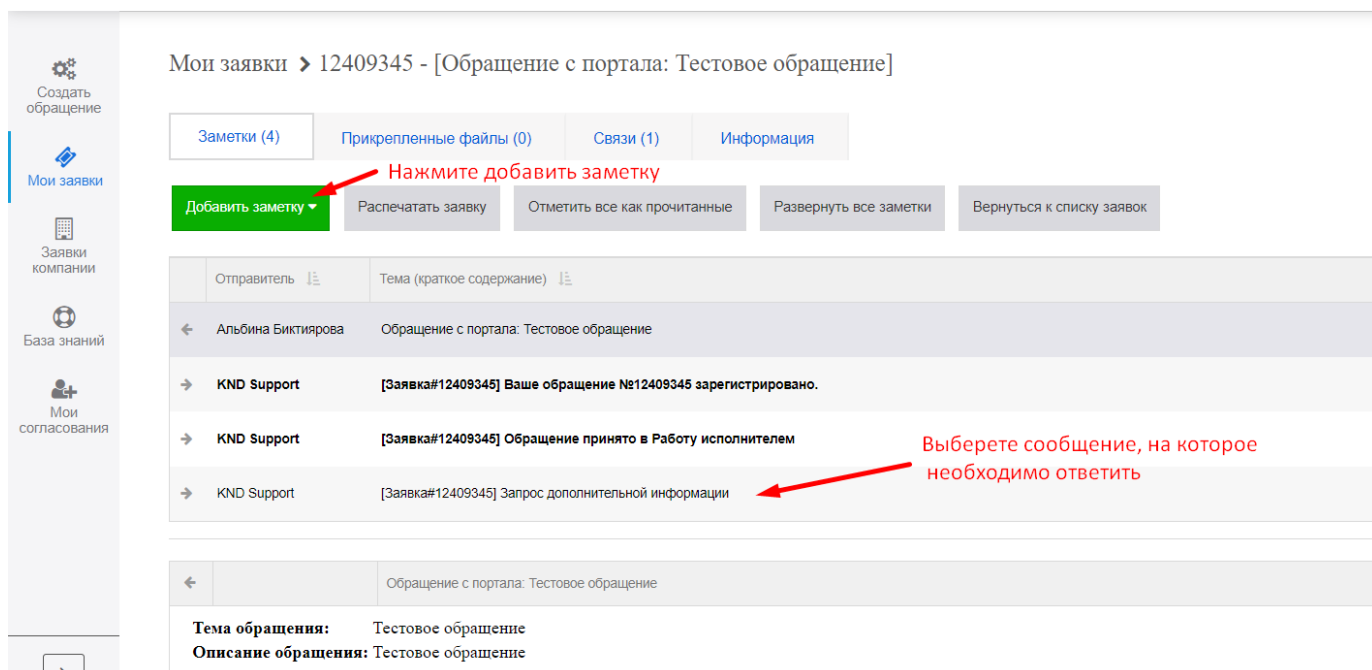 Создать
обращение
Мои заявки
Заявки
компании
База знаний
Мои
согласования
Мои заявки > 12409345 - [Обращение с портала: Тестовое обращение]
Заметки (4) Прикрепленные файлы (0) Связи (1) Информация
Нажмите добавить заметку
Добавить заметку Распечатать заявку Отметить все как прочитанные Развернуть все заметки Вернуться к списку заявок
Отправитель Тема (краткое содержание)
Альбина Биктиярова Обращение с портала: Тестовое обращение
KND Support [Заявка#12409345] Ваше обращение №12409345 зарегистрировано.
KND Support [Заявка#12409345] Обращение принято в Работу исполнителем
Выберете сообщение, на которое
необходимо ответить
KND Support [Заявка#12409345] Запрос дополнительной информации
Обращение с портала: Тестовое обращение
Тема обращения: Тестовое обращение
Описание обращения: Тестовое обращение